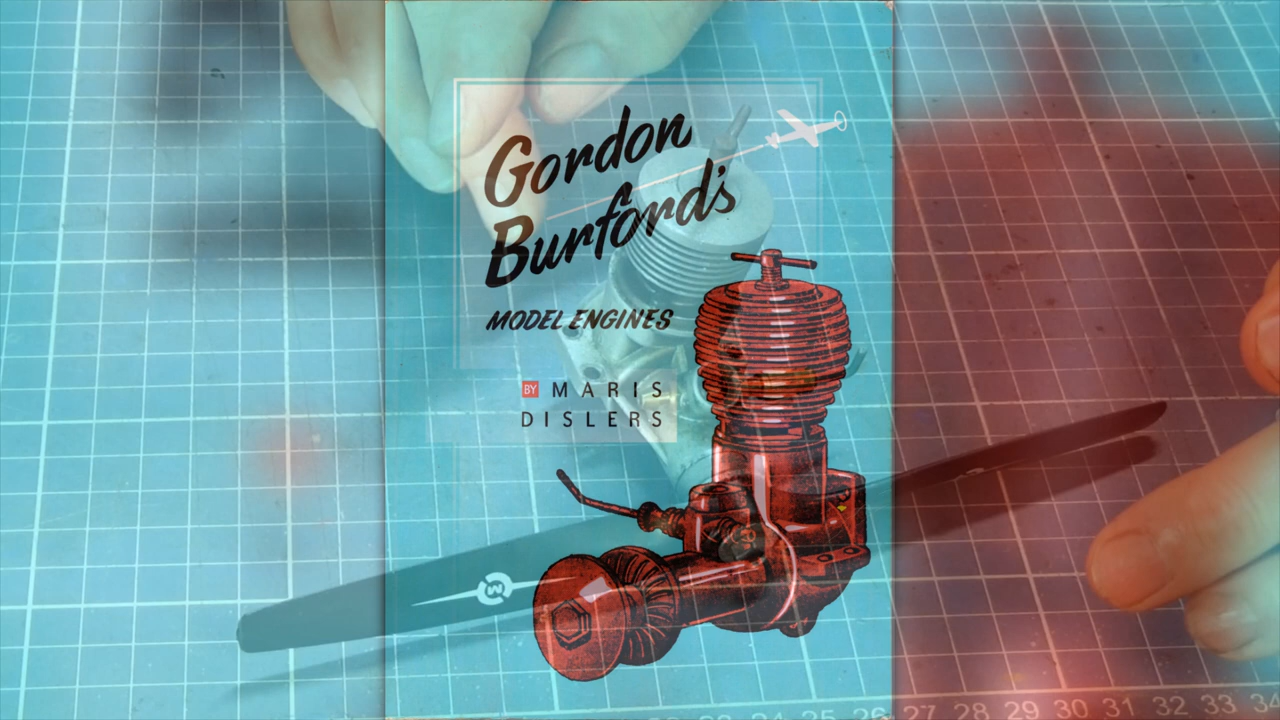 Gordon
Burford's
MODEL ENGINES
BY MARIS
DISLERS
27 28 29 30 31 32 33 34